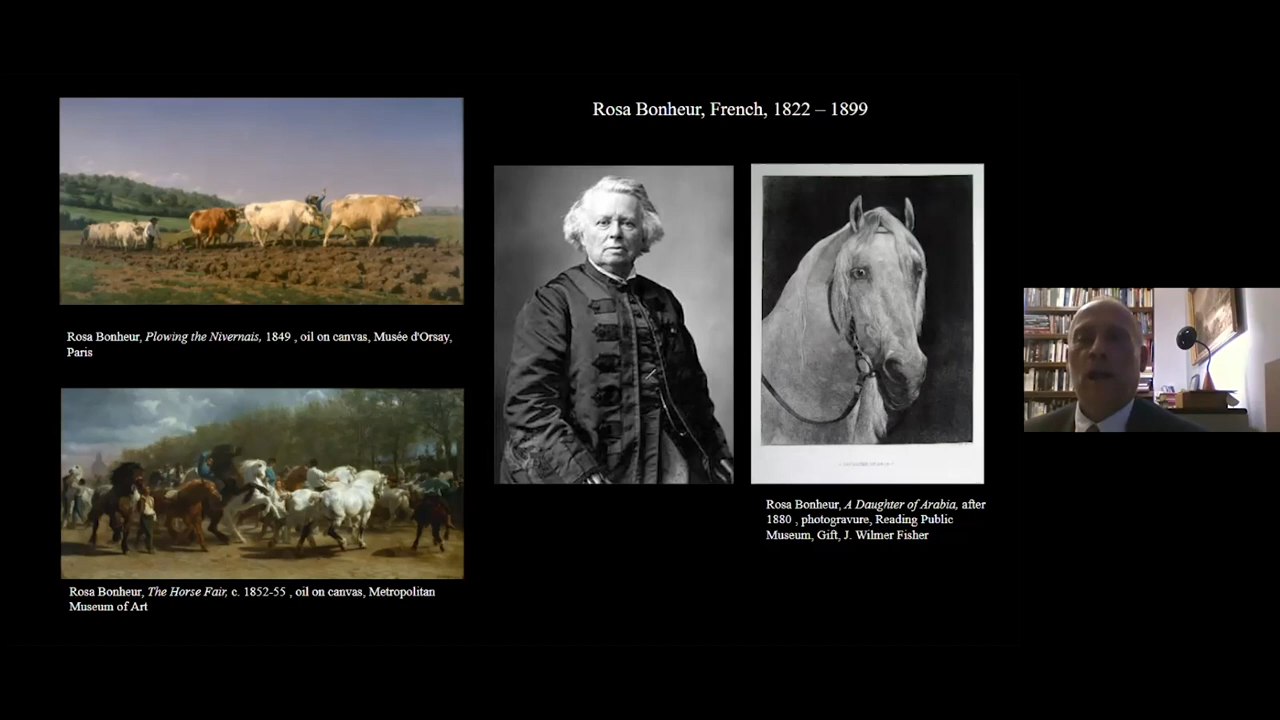 Rosa Bonheur, French, 1822 – 1899
Rosa Bonheur, Plowing the Nivernais, 1849 , oil on canvas, Musée d'Orsay,
Paris
Rosa Bonheur, The Horse Fair, c. 1852-55 , oil on canvas, Metropolitan
Museum of Art
Rosa Bonheur, A Daughter of Arabia, after
1880 , photogravure, Reading Public
Museum, Gift, J. Wilmer Fisher